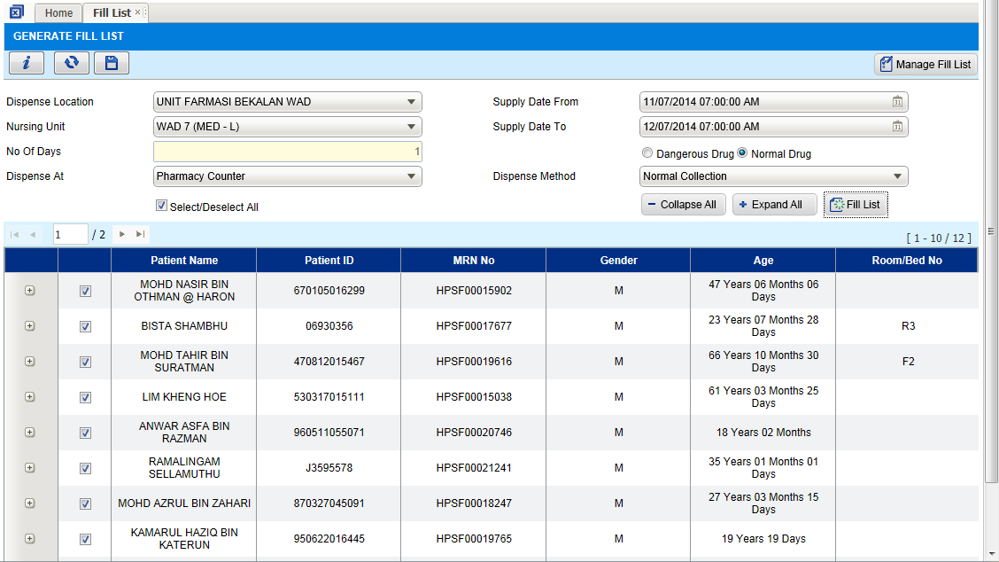 Home
Fill List
GENERATE FILL LIST
Manage Fill List
Dispense Location UNIT FARMASI BEKALAN WAD Supply Date From 11/07/2014 07:00:00 AM
Nursing Unit WAD 7 (MED - L) Supply Date To 12/07/2014 07:00:00 AM
No Of Days 1 Dangerous Drug Normal Drug
Dispense At Pharmacy Counter Dispense Method Normal Collection
Select/Deselect All Collapse All Expand All Fill List
1 / 2 [ 1 - 10 / 12 ]
Patient Name Patient ID MRN No Gender Age Room/Bed No
MOHD NASIR BIN
OTHMAN @ HARON 670105016299 HPSF00015902 M 47 Years 06 Months 06
Days
BISTA SHAMBHU 06930356 HPSF00017677 M 23 Years 07 Months 28
Days R3
MOHD TAHIR BIN
SURATMAN 470812015467 HPSF00019616 M 66 Years 10 Months 30
Days F2
LIM KHENG HOE 530317015111 HPSF00015038 M 61 Years 03 Months 25
Days
ANWAR ASFA BIN
RAZMAN 960511055071 HPSF00020746 M 18 Years 02 Months
RAMALINGAM
SELLAMUTHU J3595578 HPSF00021241 M 35 Years 01 Months 01
Days
MOHD AZRUL BIN ZAHARI 870327045091 HPSF00018247 M 27 Years 03 Months 15
Days
KAMARUL HAZIQ BIN
KATERUN 950622016445 HPSF00019765 M 19 Years 19 Days